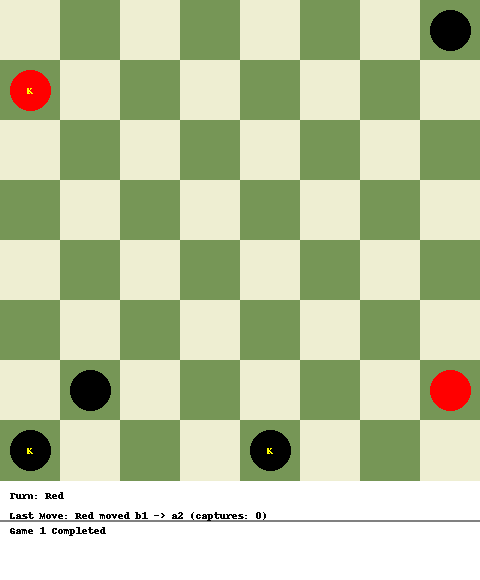 K
K
K
Turn: Red
Last Move: Red moved b1 -> a2 (captures: 0)
Game 1 Completed